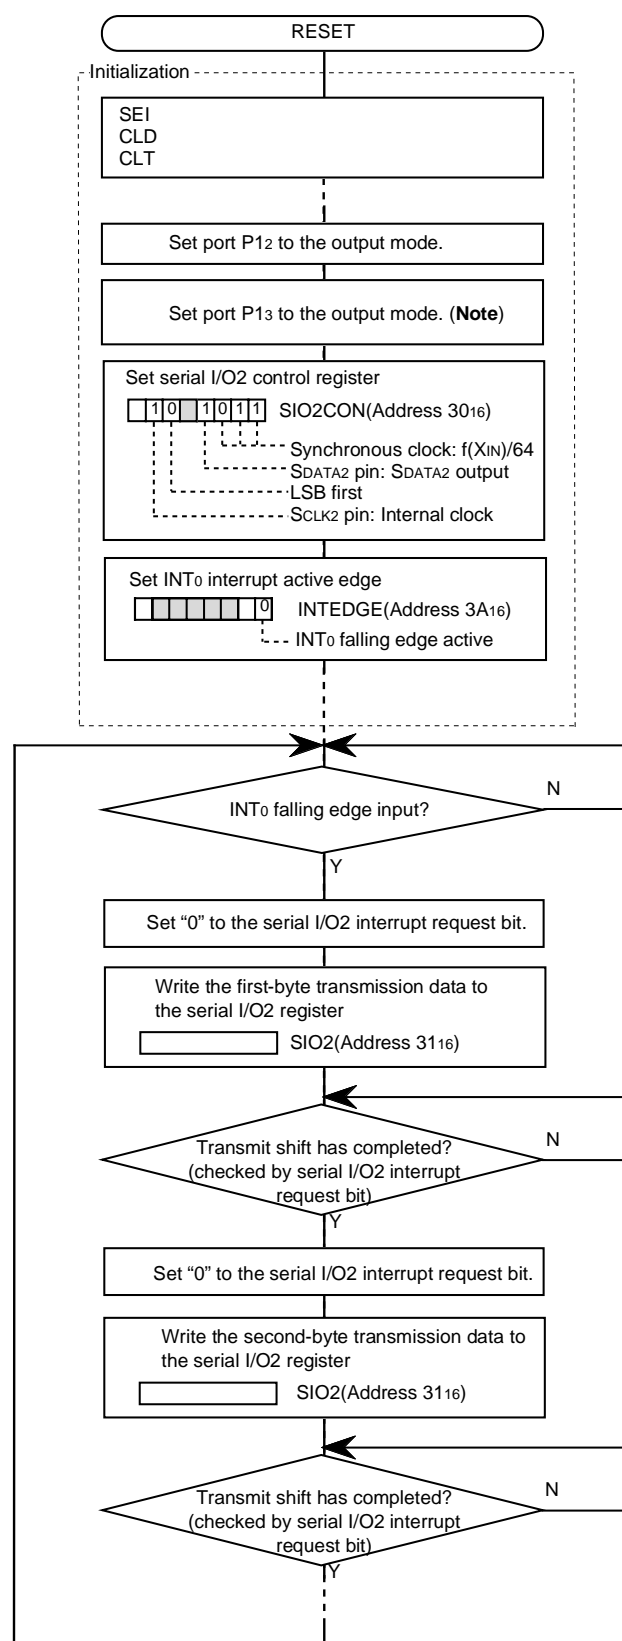 RESET
Initialization
SEI
CLD
CLT
Set port P12 to the output mode.
Set port P13 to the output mode. (Note)
Set serial I/O2 control register
1 0 1 0 1 1 SIO2CON(Address 3016)
Synchronous clock: f(XIN)/64
SDATA2 pin: SDATA2 output
LSB first
SCLK2 pin: Internal clock
Set INT0 interrupt active edge
0 INTEDGE(Address 3A16)
INT0 falling edge active
INT0 falling edge input?
N
Y
Set “0” to the serial I/O2 interrupt request bit.
Write the first-byte transmission data to
the serial I/O2 register
SIO2(Address 3116)
Transmit shift has completed?
N
(checked by serial I/O2 interrupt
request bit)
Y
Set “0” to the serial I/O2 interrupt request bit.
Write the second-byte transmission data to
the serial I/O2 register
SIO2(Address 3116)
Transmit shift has completed?
N
(checked by serial I/O2 interrupt
request bit)
Y